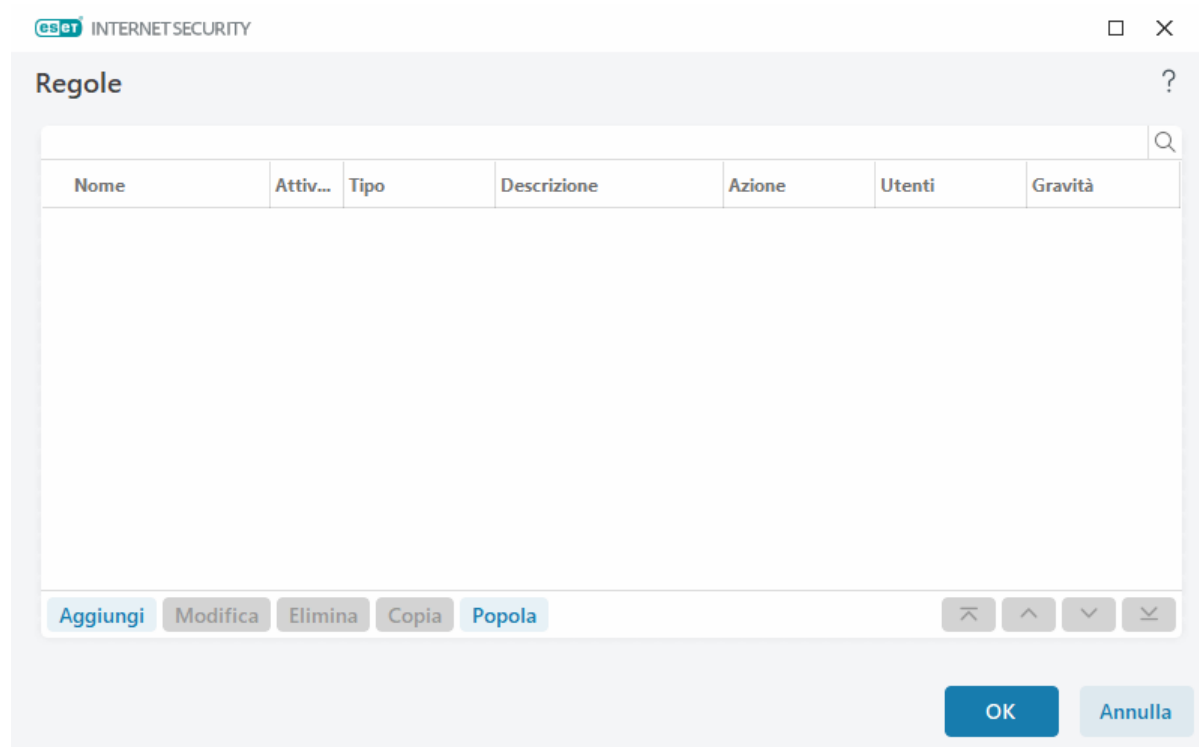 eset INTERNET SECURITY
Regole
?
Nome Attiv... Tipo Descrizione Azione Utenti Gravità
Aggiungi Modifica Elimina Copia Popola
OK Annulla